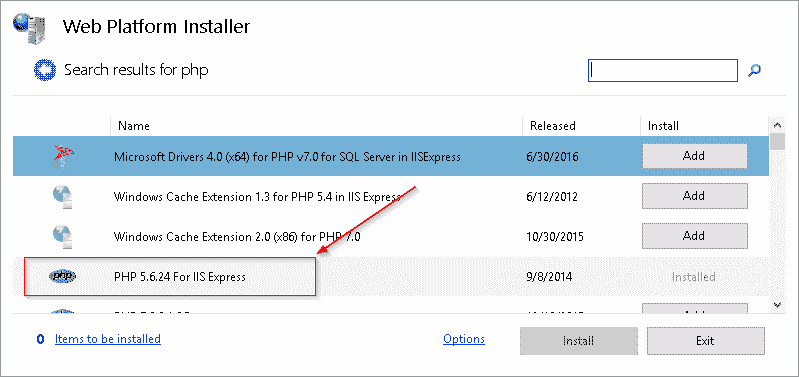 Web Platform Installer
Search results for php
Name Released Install
Microsoft Drivers 4.0 (x64) for PHP v7.0 for SQL Server in IISExpress 6/30/2016 Add
Windows Cache Extension 1.3 for PHP 5.4 in IIS Express 6/12/2012 Add
Windows Cache Extension 2.0 (x86) for PHP 7.0 10/30/2015 Add
php PHP 5.6.24 For IIS Express 9/8/2014 Installed
0 Items to be installed Options Install Exit